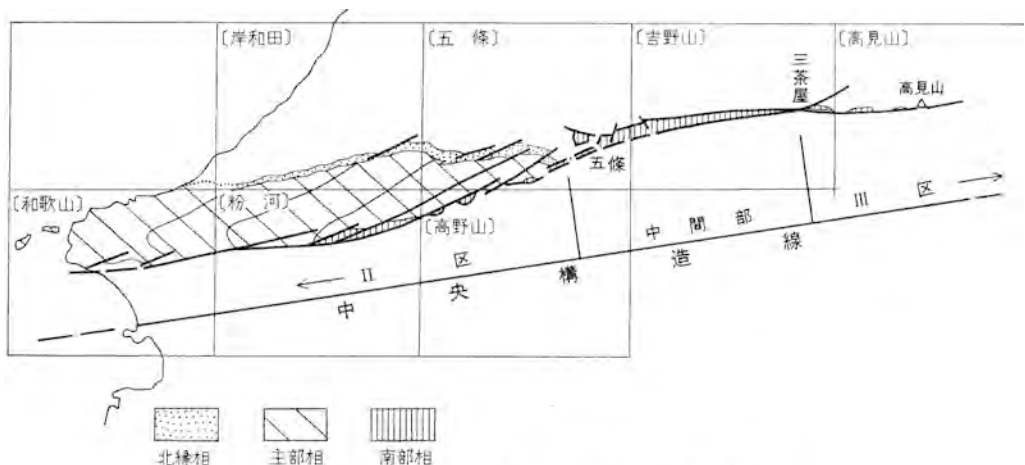 〔岸和田〕
〔五 條〕
〔吉野山〕
〔高見山〕
三茶屋
高見山
五條
〔和歌山〕
〔粉 河〕
〔高野山〕
中間部
III 区
II 区
中央構造線
北縁相
主部相
南部相